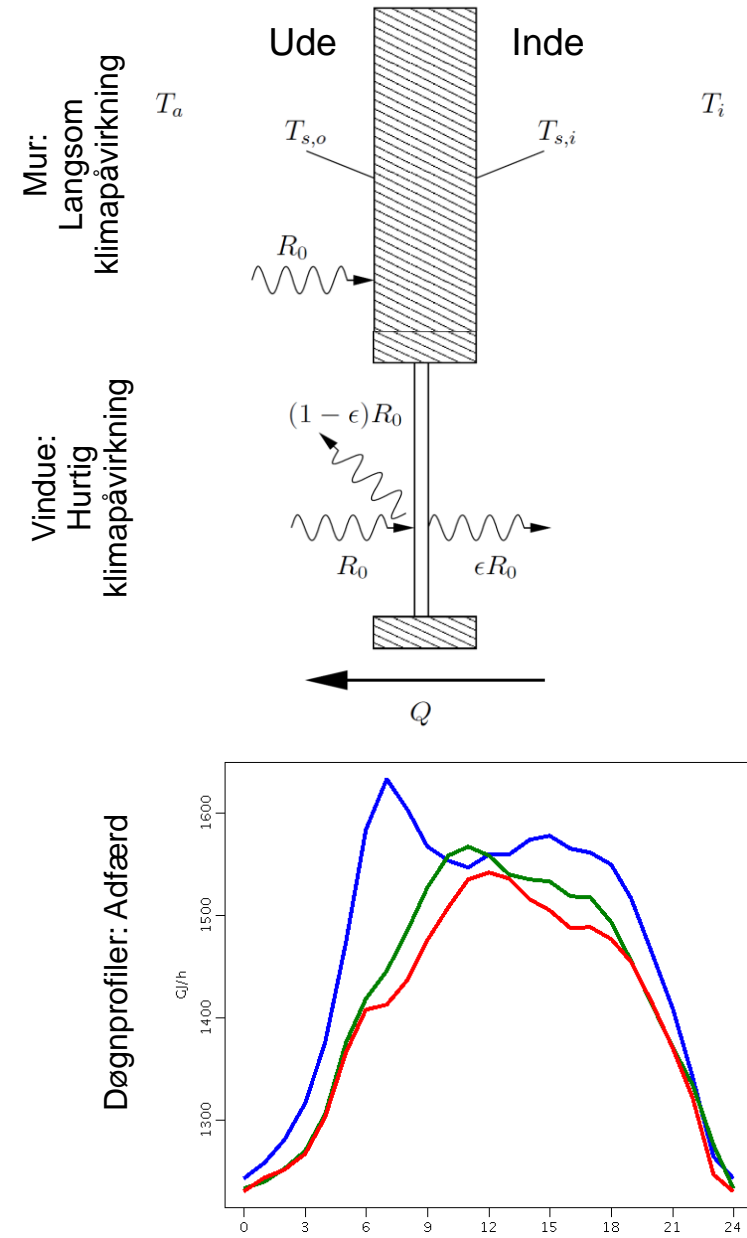 Ude
Inde
Mur:
Langsom
klimapåvirkning
T_a
T_i
T_{s,o}
T_{s,i}
R_0
Vindue:
Hurtig
klimapåvirkning
(1 − ϵ)R_0
R_0
ϵR_0
Q
Døgnprofiler: Adfærd
GJ/h
1600
1500
1400
1300
0 3 6 9 12 15 18 21 24